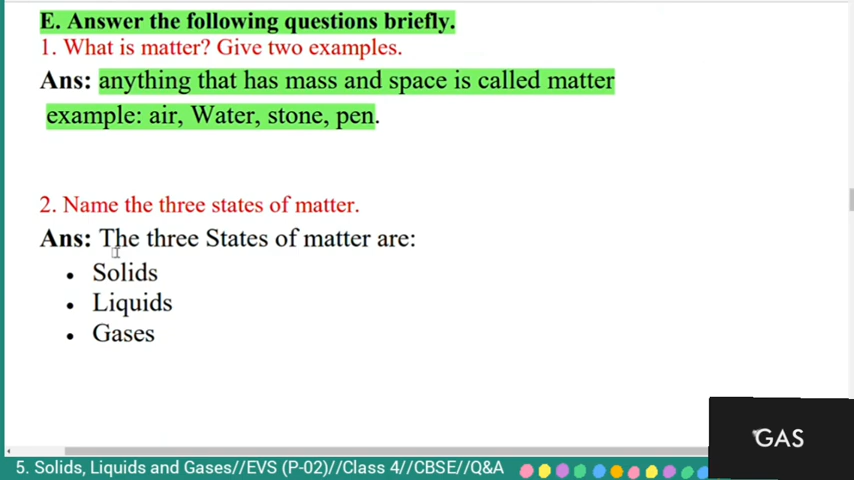 E. Answer the following questions briefly.
1. What is matter? Give two examples.
Ans: anything that has mass and space is called matter
example: air, Water, stone, pen.
2. Name the three states of matter.
Ans: The three States of matter are:
• Solids
• Liquids
• Gases
GAS
5. Solids, Liquids and Gases//EVS (P-02)//Class 4//CBSE//Q&A